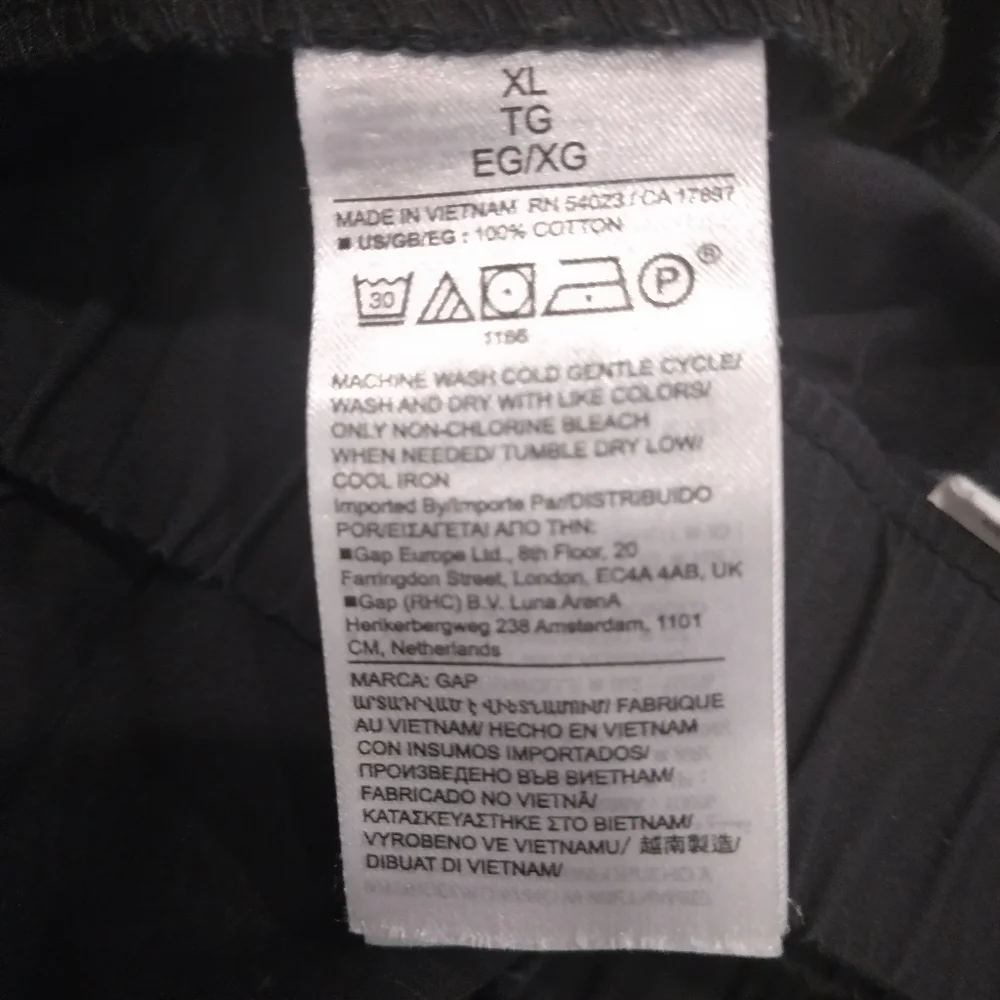 XL
TG
EG/XG
MADE IN VIETNAM RN 54023 / CA 17897
■ US/GB/EG : 100% COTTON
30 P ®
1166
MACHINE WASH COLD GENTLE CYCLE/
WASH AND DRY WITH LIKE COLORS/
ONLY NON-CHLORINE BLEACH
WHEN NEEDED/ TUMBLE DRY LOW/
COOL IRON
Imported By/Importe Par/DISTRIBUIDO
POR/ΕΙΣΑΓΕΤΑΙ ΑΠΟ ΤΗΝ:
■Gap Europe Ltd., 8th Floor, 20
Farringdon Street, London, EC4A 4AB, UK
■Gap (RHC) B.V. Luna ArenA
Herikerbergweg 238 Amsterdam, 1101
CM, Netherlands
MARCA: GAP
ԱՐՏԱԴՐՎԱԾ Է ՎԻԵՏՆԱՄՈՒՄ/ FABRIQUE
AU VIETNAM/ HECHO EN VIETNAM
CON INSUMOS IMPORTADOS/
ПРОИЗВЕДЕНО ВЪВ ВИЕТНАМ/
FABRICADO NO VIETNÃ/
ΚΑΤΑΣΚΕΥΑΣΤΗΚΕ ΣΤΟ ΒΙΕΤΝΑΜ/
VYROBENO VE VIETNAMU/ 越南製造/
DIBUAT DI VIETNAM/